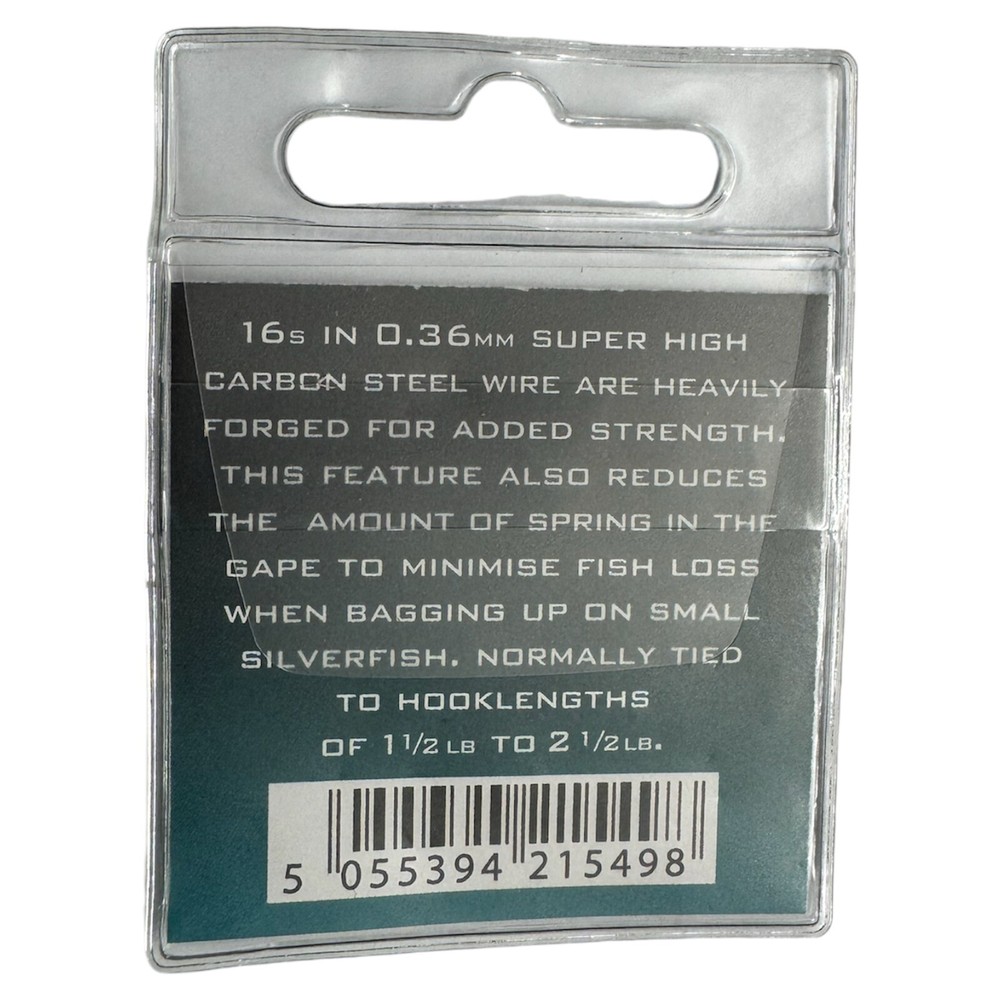 16s IN 0.36MM SUPER HIGH
CARBON STEEL WIRE ARE HEAVILY
FORGED FOR ADDED STRENGTH.
THIS FEATURE ALSO REDUCES
THE AMOUNT OF SPRING IN THE
GAPE TO MINIMISE FISH LOSS
WHEN BAGGING UP ON SMALL
SILVERFISH. NORMALLY TIED
TO HOOKLENGTHS
OF 1 1/2 LB TO 2 1/2 LB.
5 055394 215498